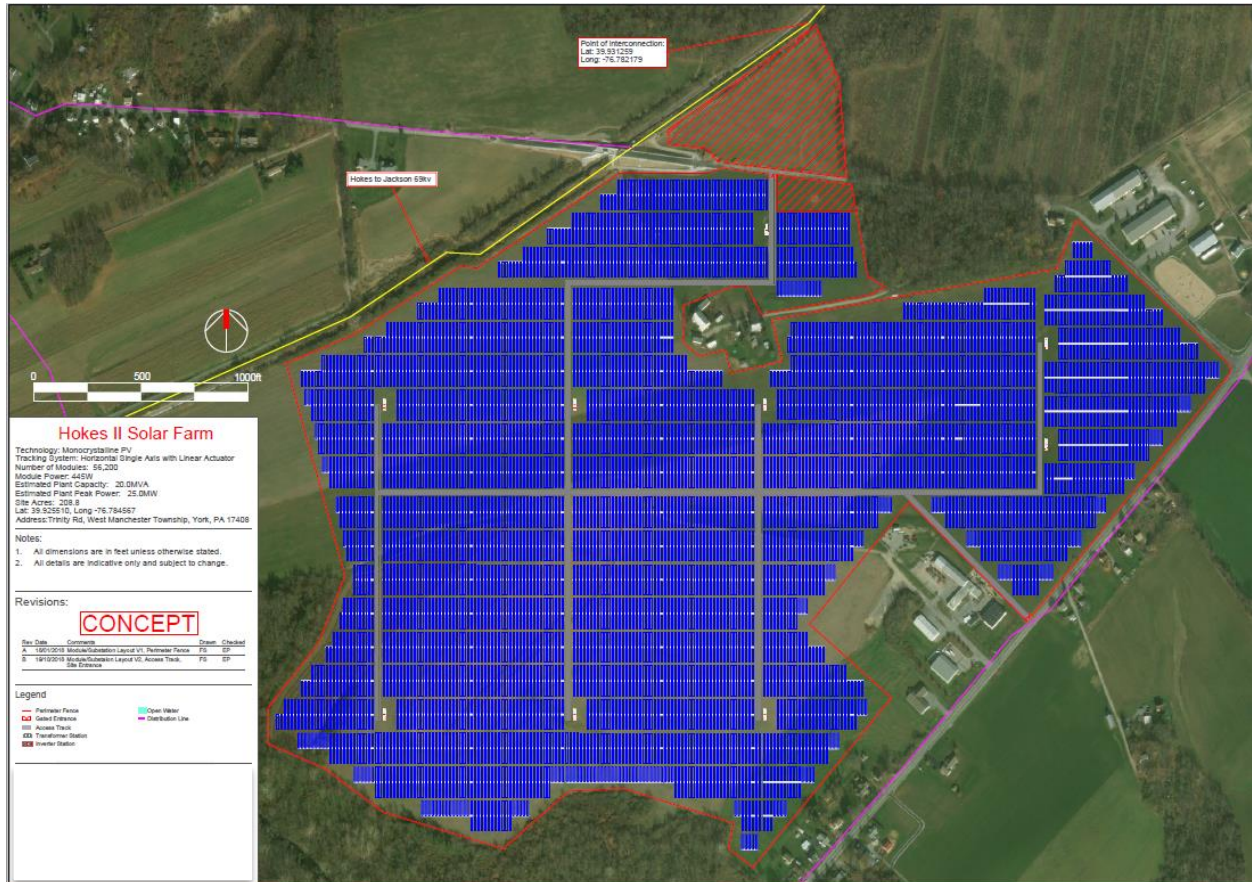 Point of Interconnection:
Lat: 39.931259
Long: -76.782179
Hokes to Jackson 69kv
0 500 1000ft
Hokes II Solar Farm
Technology: Monocrystalline PV
Tracking System: Horizontal Single Axis with Linear Actuator
Number of Modules: 56,200
Module Power: 445W
Estimated Plant Capacity: 20.0MVA
Estimated Plant Peak Power: 25.0MW
Site Acres: 208.8
Lat: 39.925510, Long -76.784567
Address:Trinity Rd, West Manchester Township, York, PA 17408
Notes:
1. All dimensions are in feet unless otherwise stated.
2. All details are indicative only and subject to change.
Revisions:
CONCEPT
Rev Date Comments Drawn Checked
A Module/Substation Layout V1, Perimeter Fence FS EP
B Module/Substation Layout V2, Access Track, FS EP
Site Entrance
Legend
Perimeter Fence
Gated Entrance
Access Track
Transformer Station
Inverter Station
Open Water
Distribution Line